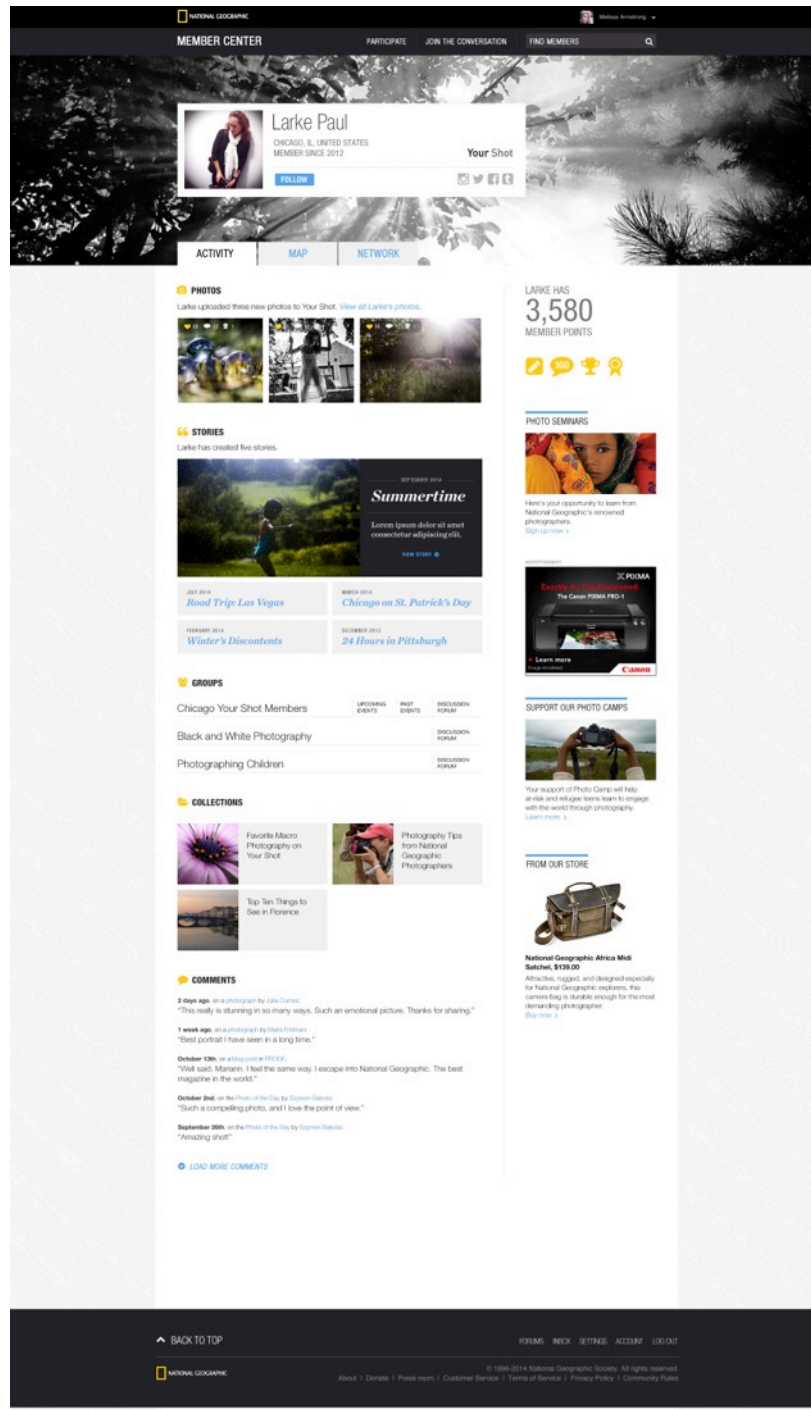 NATIONAL GEOGRAPHIC
Melissa Armstrong
MEMBER CENTER
PARTICIPATE
JOIN THE CONVERSATION
FIND MEMBERS
Larke Paul
CHICAGO, IL, UNITED STATES
MEMBER SINCE 2012
Your Shot
FOLLOW
ACTIVITY
MAP
NETWORK
PHOTOS
Larke uploaded three new photos to Your Shot. View all Larke's photos.
STORIES
Larke has created five stories.
SEPTEMBER 2014
Summertime
Lorem ipsum dolor sit amet
consectetur adipiscing elit.
VIEW STORY
JULY 2014
Road Trip: Las Vegas
MARCH 2014
Chicago on St. Patrick's Day
FEBRUARY 2014
Winter's Discontents
DECEMBER 2013
24 Hours in Pittsburgh
GROUPS
Chicago Your Shot Members
UPCOMING
EVENTS
PAST
EVENTS
DISCUSSION
FORUM
Black and White Photography
DISCUSSION
FORUM
Photographing Children
DISCUSSION
FORUM
COLLECTIONS
Favorite Macro
Photography on
Your Shot
Photography Tips
from National
Geographic
Photographers
Top Ten Things to
See in Florence
COMMENTS
2 days ago, on a photograph by Julia
"This really is stunning in so many ways. Such an emotional picture. Thanks for sharing."
1 week ago, on a photograph by Maria
"Best portrait I have seen in a long time."
October 13th, on a blog post in PROOF:
"Well said, Mariann. I feel the same way. I escape into National Geographic. The best
magazine in the world."
October 2nd, on the Photo of the Day by Szymon
"Such a compelling photo, and I love the point of view."
September 26th, on the Photo of the Day by Szymon
"Amazing shot!"
LOAD MORE COMMENTS
LARKE HAS
3,580
MEMBER POINTS
100
PHOTO SEMINARS
Here's your opportunity to learn from
National Geographic's renowned
photographers.
Sign up now >
ADVERTISEMENT
PIXMA
The Canon PIXMA PRO-1
Learn more
Image simulated
Canon
SUPPORT OUR PHOTO CAMPS
Your support of Photo Camp will help
at-risk and refugee teens learn to engage
with the world through photography.
Learn more >
FROM OUR STORE
National Geographic Africa Midi
Satchel, $139.00
Attractive, rugged, and designed especially
for National Geographic explorers, this
camera bag is durable enough for the most
demanding photographer.
Buy now >
BACK TO TOP
FORUMS
INBOX
SETTINGS
ACCOUNT
LOG OUT
NATIONAL GEOGRAPHIC
© 1996-2014 National Geographic Society. All rights reserved.
About | Donate | Press room | Customer Service | Terms of Service | Privacy Policy | Community Rules